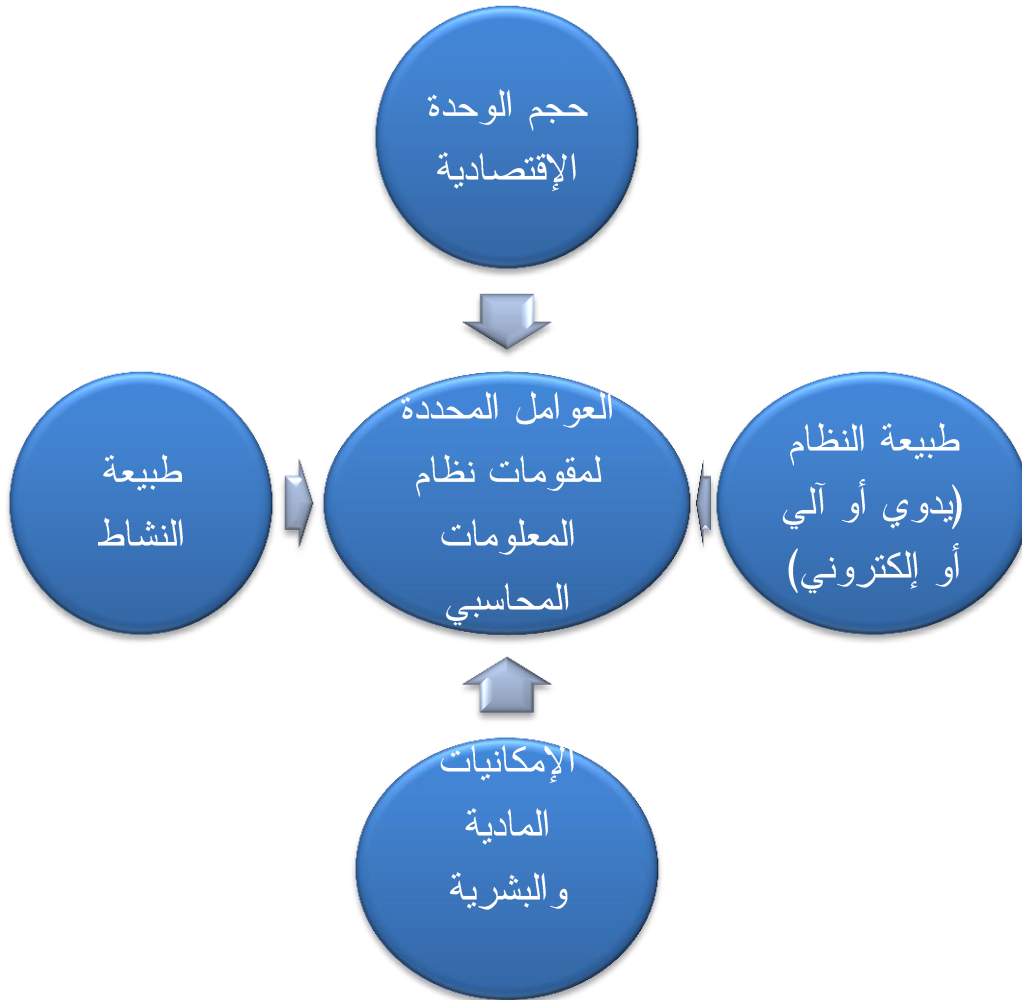 حجم الوحدة
الإقتصادية
طبيعة النظام
(يدوي أو آلي
أو إلكتروني)
العوامل المحددة
لمقومات نظام
المعلومات
المحاسبي
طبيعة
النشاط
الإمكانيات
المادية
والبشرية